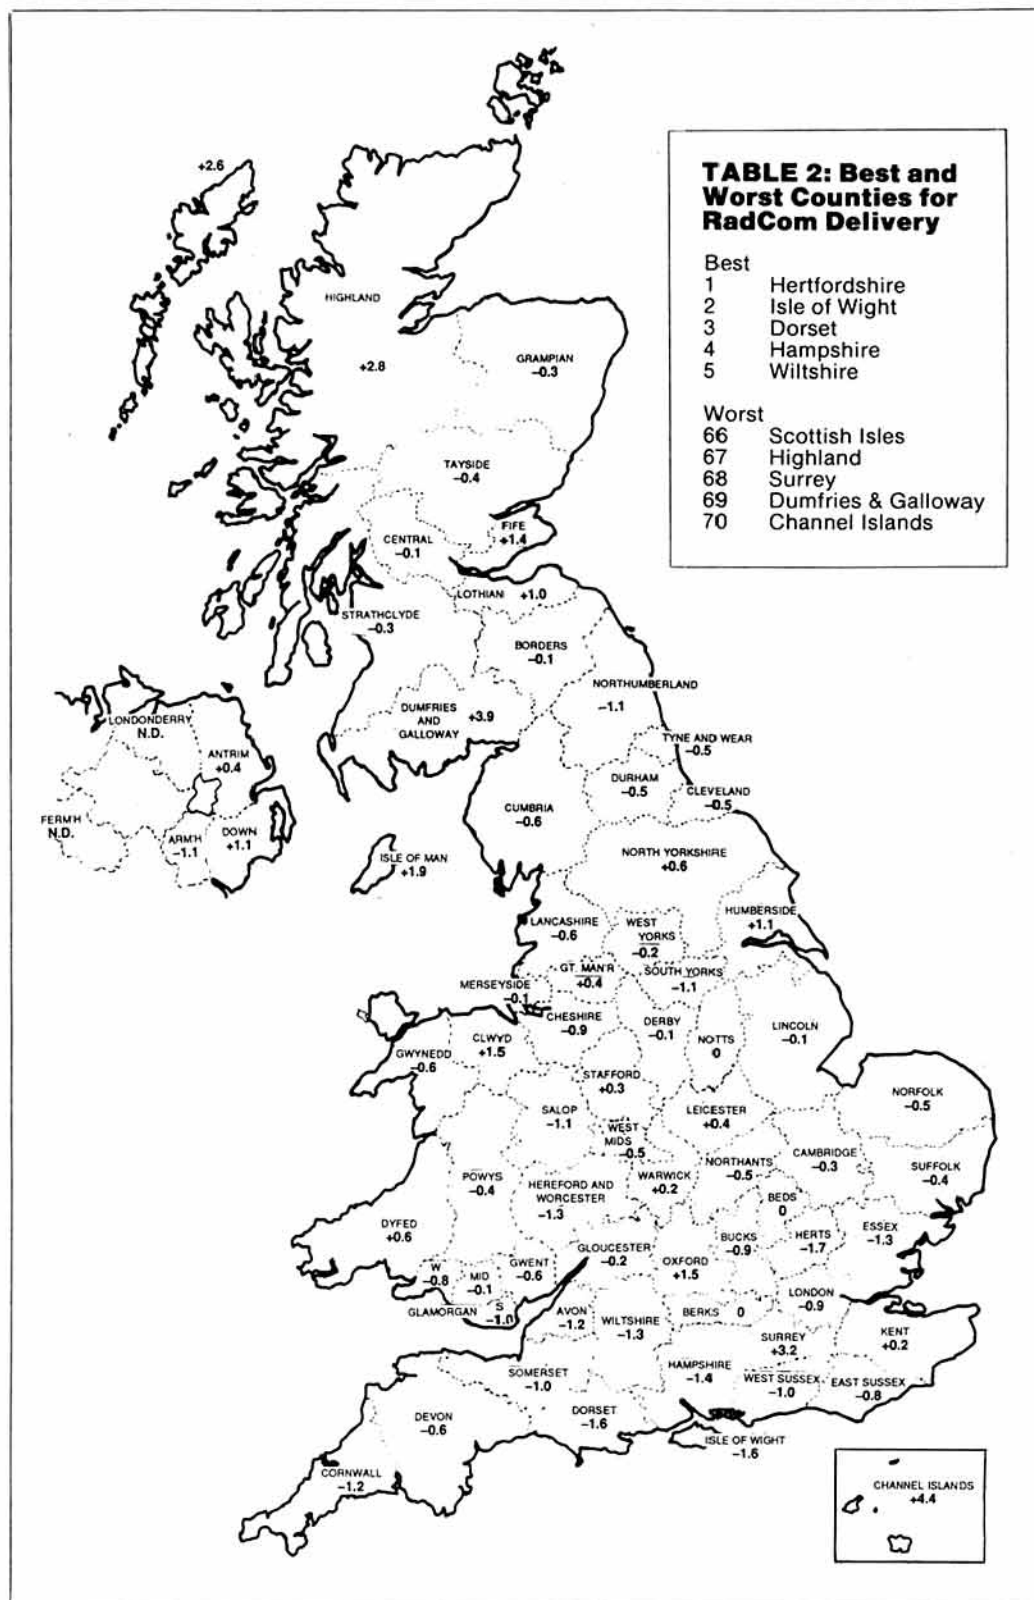 TABLE 2: Best and
Worst Counties for
RadCom Delivery
Best
1 Hertfordshire
2 Isle of Wight
3 Dorset
4 Hampshire
5 Wiltshire
Worst
66 Scottish Isles
67 Highland
68 Surrey
69 Dumfries & Galloway
70 Channel Islands
+2.6
HIGHLAND
+2.8
GRAMPIAN
-0.3
TAYSIDE
-0.4
FIFE
+1.4
CENTRAL
-0.1
LOTHIAN +1.0
STRATHCLYDE
-0.3
BORDERS
-0.1
NORTHUMBERLAND
-1.1
DUMFRIES
AND
GALLOWAY
+3.9
LONDONDERRY
N.D.
ANTRIM
+0.4
FERM'H
N.D.
ARM'H
-1.1
DOWN
+1.1
TYNE AND WEAR
-0.5
DURHAM
-0.5
CLEVELAND
-0.5
CUMBRIA
-0.6
ISLE OF MAN
+1.9
NORTH YORKSHIRE
+0.6
LANCASHIRE
-0.6
WEST
YORKS
-0.2
HUMBERSIDE
+1.1
GT. MAN'R
+0.4
SOUTH YORKS
-1.1
MERSEYSIDE
-0.1
CHESHIRE
-0.9
DERBY
-0.1
NOTTS
0
LINCOLN
-0.1
CLWYD
+1.5
GWYNEDD
-0.6
STAFFORD
+0.3
SALOP
-1.1
LEICESTER
+0.4
NORFOLK
-0.5
WEST
MIDS
-0.5
POWYS
-0.4
HEREFORD AND
WORCESTER
-1.3
WARWICK
+0.2
NORTHANTS
-0.5
CAMBRIDGE
-0.3
SUFFOLK
-0.4
BEDS
0
DYFED
+0.6
GLOUCESTER
-0.2
OXFORD
+1.5
BUCKS
-0.9
HERTS
-1.7
ESSEX
-1.3
W
-0.8
MID
-0.1
GWENT
-0.6
GLAMORGAN
S
-1.0
AVON
-1.2
WILTSHIRE
-1.3
BERKS 0
LONDON
-0.9
SURREY
+3.2
KENT
+0.2
SOMERSET
-1.0
HAMPSHIRE
-1.4
WEST SUSSEX
-1.0
EAST SUSSEX
-0.8
DEVON
-0.6
DORSET
-1.6
ISLE OF WIGHT
-1.6
CORNWALL
-1.2
CHANNEL ISLANDS
+4.4